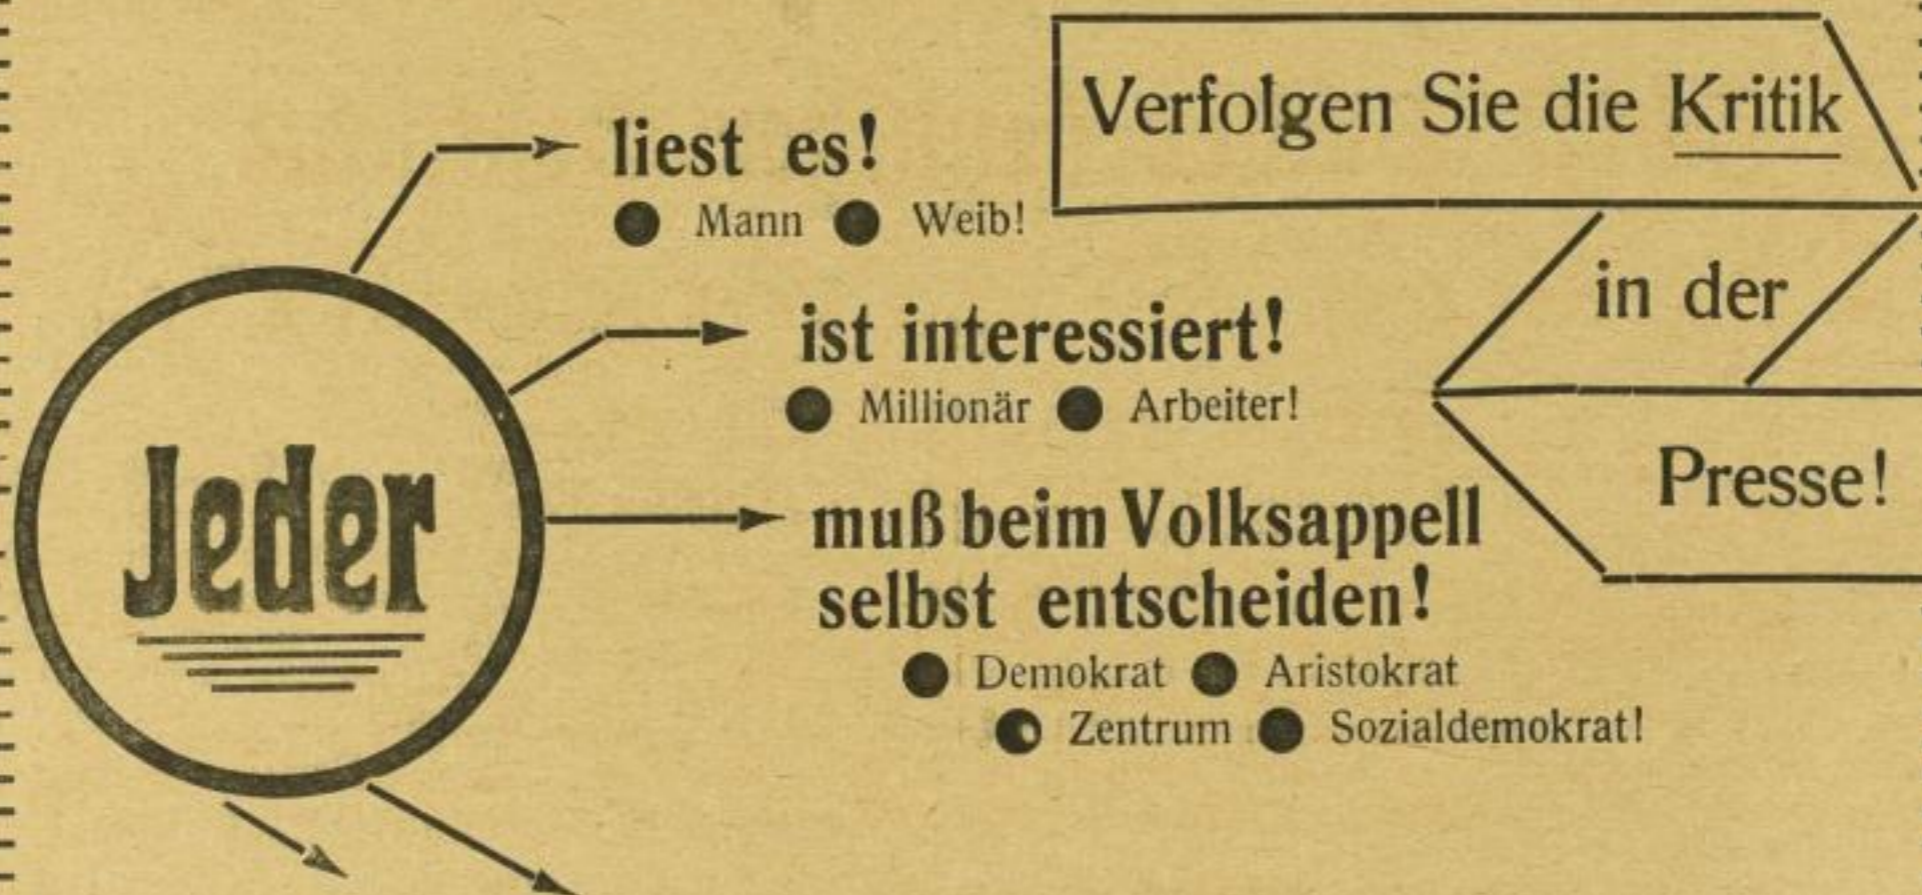 Jeder
liest es!
● Mann ● Weib!
ist interessiert!
● Millionär ● Arbeiter!
muß beim Volksappell
selbst entscheiden!
● Demokrat ● Aristokrat
● Zentrum ● Sozialdemokrat!
Verfolgen Sie die Kritik
in der
Presse!